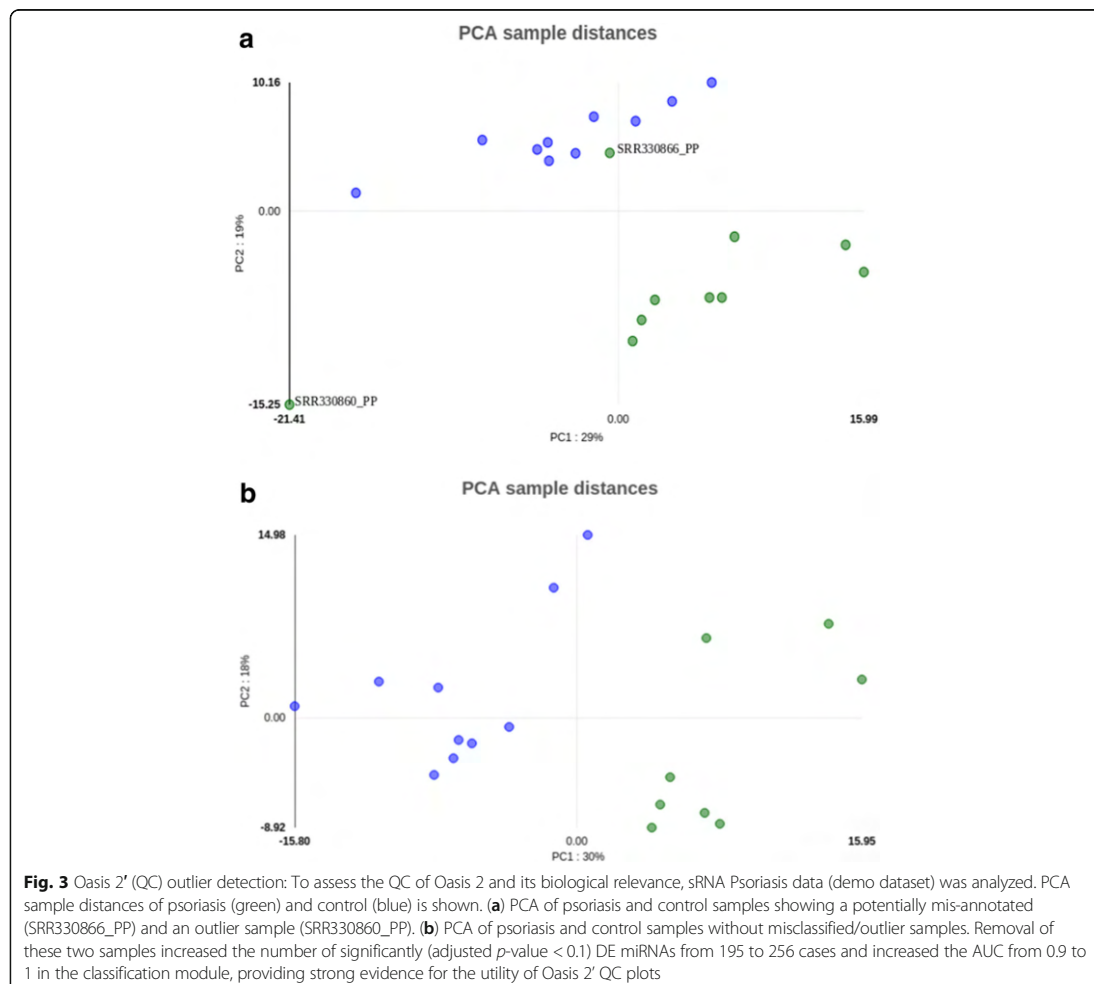 a
PCA sample distances
10.16
SRR330866_PP
0.00
PC2 : 19%
-15.25
SRR330860_PP
-21.41
0.00
15.99
PC1 : 29%
b
PCA sample distances
14.98
PC2 : 18%
0.00
-8.92
-15.80
0.00
15.95
PC1 : 30%
Fig. 3 Oasis 2' (QC) outlier detection: To assess the QC of Oasis 2 and its biological relevance, sRNA Psoriasis data (demo dataset) was analyzed. PCA
sample distances of psoriasis (green) and control (blue) is shown. (a) PCA of psoriasis and control samples showing a potentially mis-annotated
(SRR330866_PP) and an outlier sample (SRR330860_PP). (b) PCA of psoriasis and control samples without misclassified/outlier samples. Removal of
these two samples increased the number of significantly (adjusted p-value < 0.1) DE miRNAs from 195 to 256 cases and increased the AUC from 0.9 to
1 in the classification module, providing strong evidence for the utility of Oasis 2' QC plots